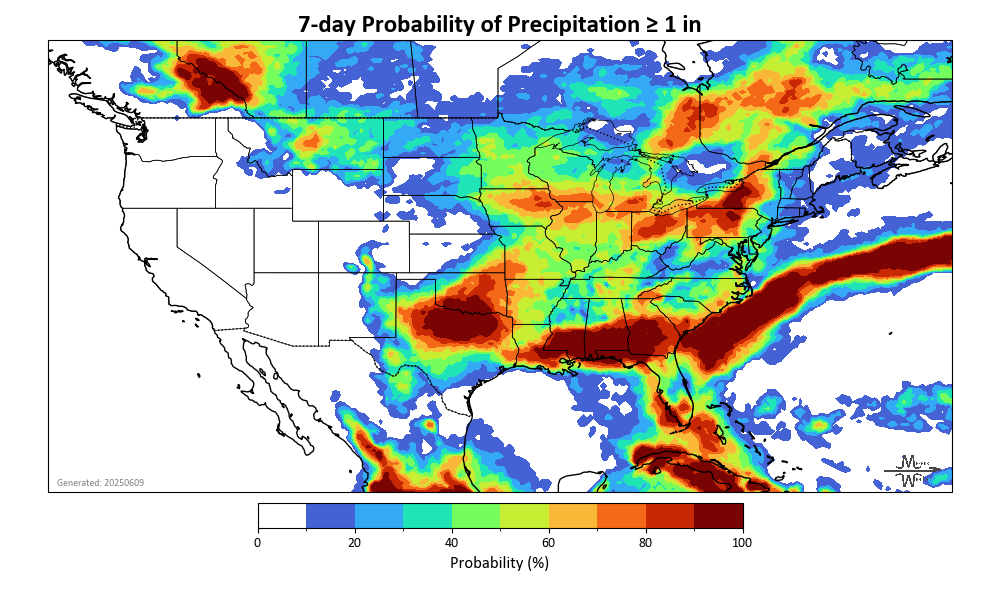 7-day Probability of Precipitation ≥ 1 in
Generated: 20250609
0 20 40 60 80 100
Probability (%)